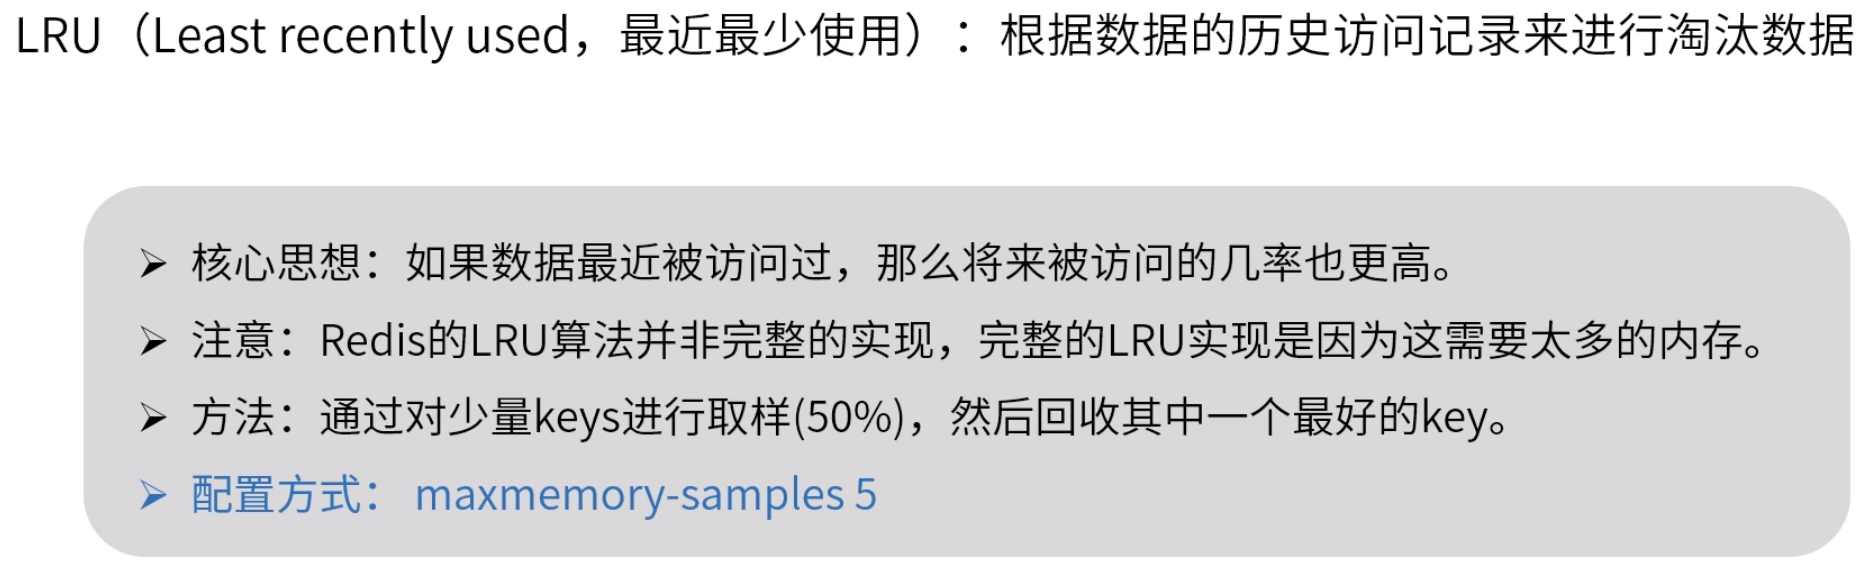 LRU（Least recently used，最近最少使用）：根据数据的历史访问记录来进行淘汰数据
➢ 核心思想：如果数据最近被访问过，那么将来被访问的几率也更高。
➢ 注意：Redis的LRU算法并非完整的实现，完整的LRU实现是因为这需要太多的内存。
➢ 方法：通过对少量keys进行取样(50%)，然后回收其中一个最好的key。
➢ 配置方式： maxmemory-samples 5